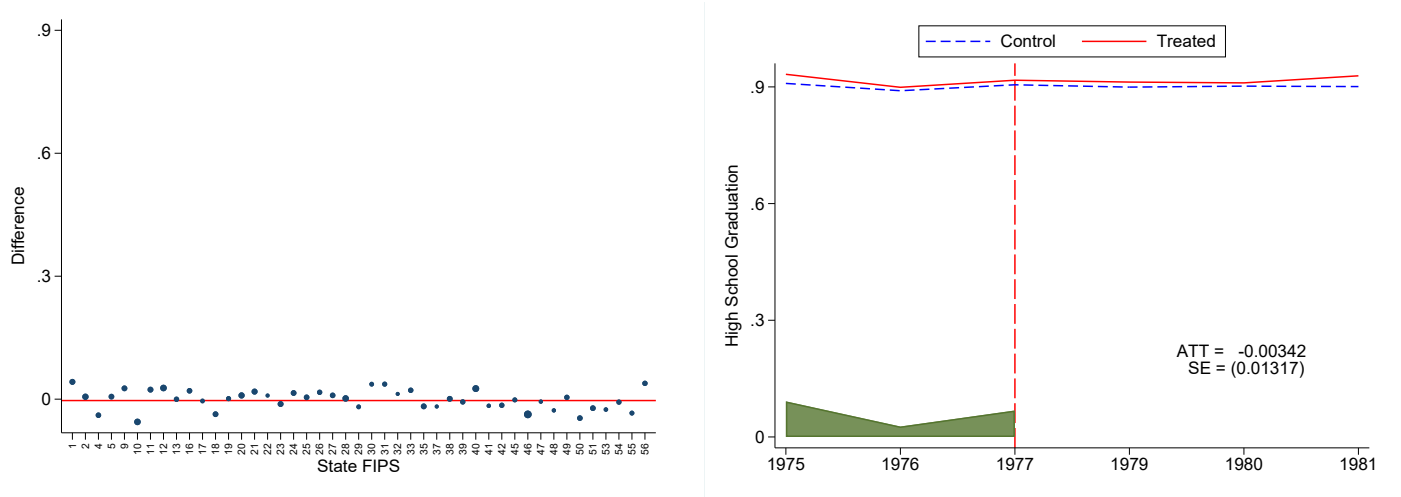 .9
.6
.3
0
Difference
1 2 4 5 9 10 11 12 13 16 17 18 19 20 21 22 23 24 25 26 27 28 29 30 31 32 33 35 37 38 39 40 41 42 45 46 47 48 49 50 51 53 54 55 56
State FIPS
Control Treated
.9
.6
.3
0
High School Graduation
ATT = -0.00342
SE = (0.01317)
1975 1976 1977 1979 1980 1981